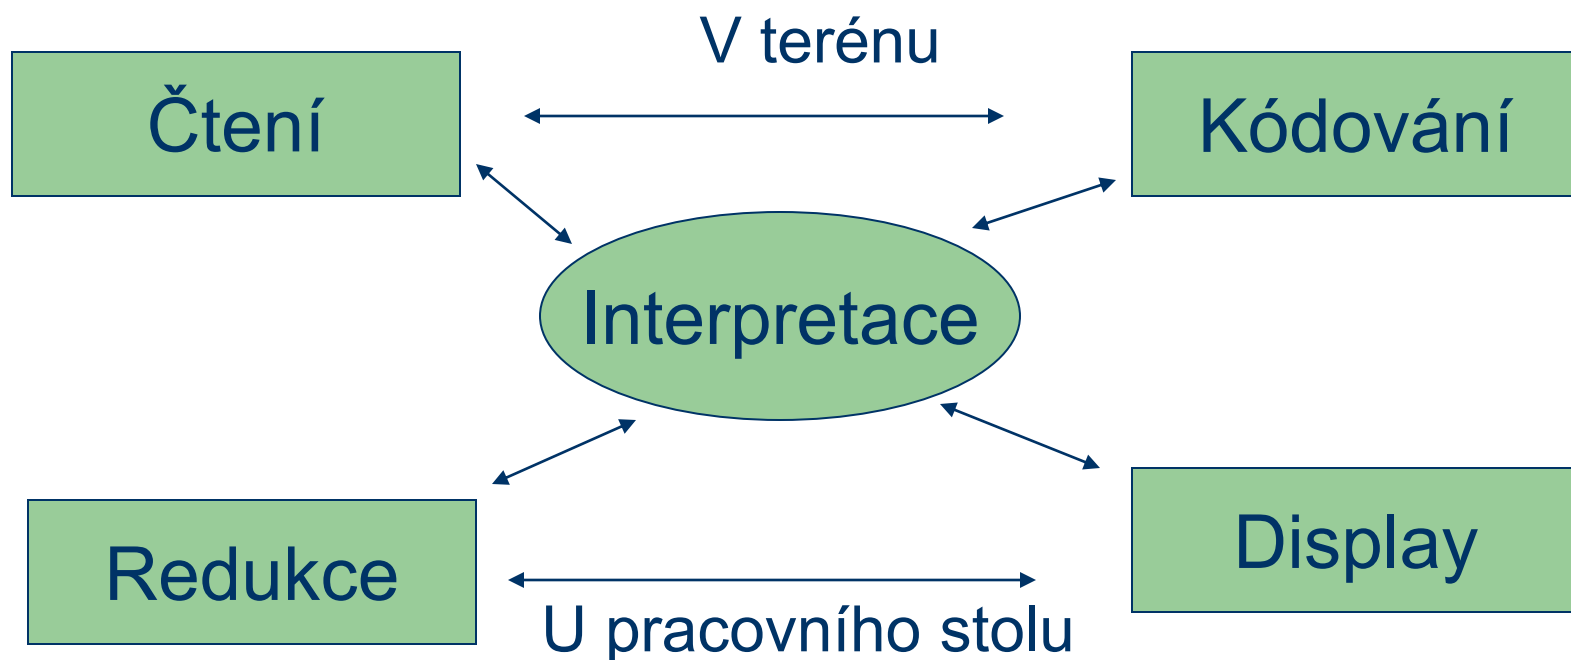 V terénu
Čtení
Kódování
Interpretace
Redukce
Display
U pracovního stolu